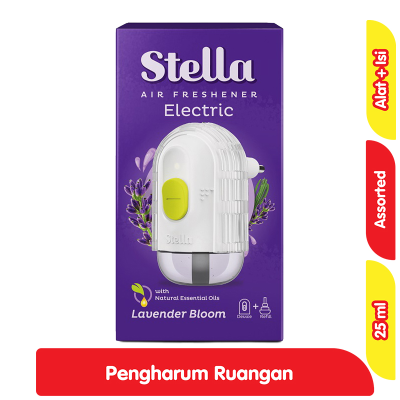 Stella
AIR FRESHENER
Electric
Stella
with
Natural Essential Oils
Lavender Bloom
+
Alat + Isi
Assorted
25 ml
Pengharum Ruangan